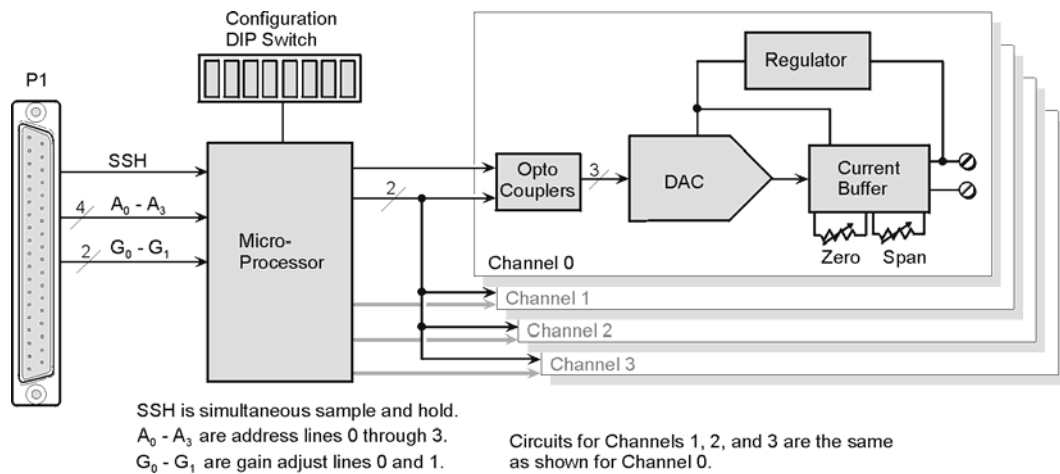 Configuration
DIP Switch
P1
SSH
4 A0 - A3
2 G0 - G1
Micro-
Processor
2
Opto
Couplers
3
DAC
Regulator
Current
Buffer
Zero
Span
Channel 0
Channel 1
Channel 2
Channel 3
SSH is simultaneous sample and hold.
A0 - A3 are address lines 0 through 3.
G0 - G1 are gain adjust lines 0 and 1.
Circuits for Channels 1, 2, and 3 are the same
as shown for Channel 0.